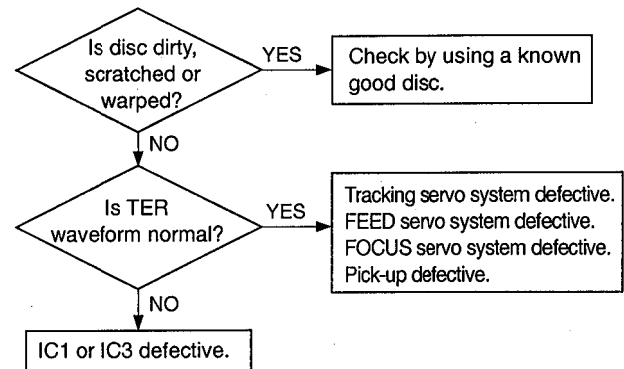 Is disc dirty,
scratched or
warped?
YES
Check by using a known
good disc.
NO
Is TER
waveform normal?
YES
Tracking servo system defective.
FEED servo system defective.
FOCUS servo system defective.
Pick-up defective.
NO
IC1 or IC3 defective.